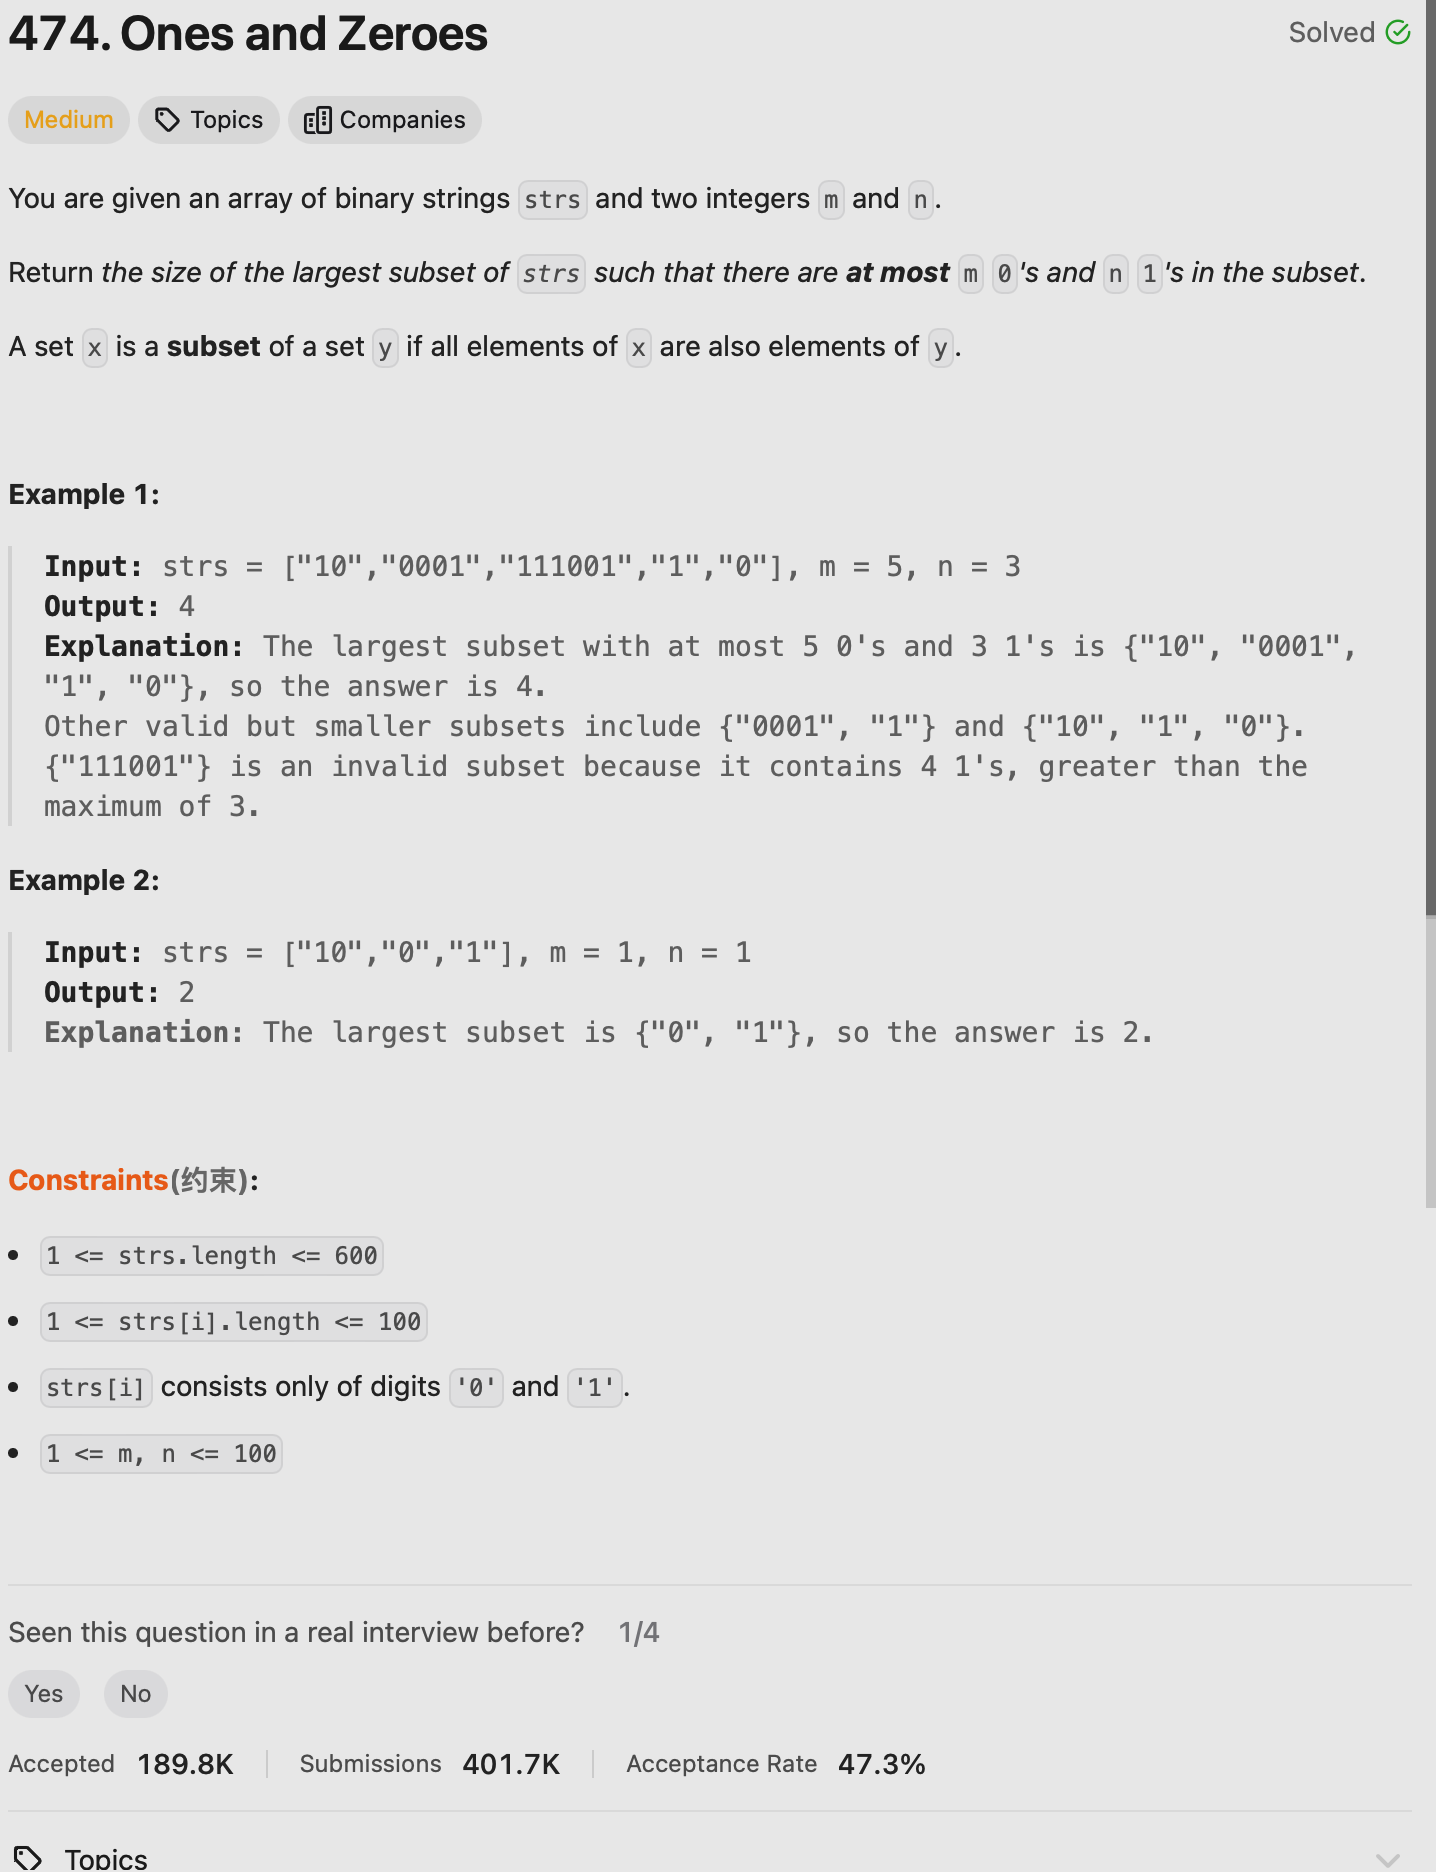 474. Ones and Zeroes
Solved
Medium Topics Companies
You are given an array of binary strings strs and two integers m and n.
Return the size of the largest subset of strs such that there are at most m 0's and n 1's in the subset.
A set x is a subset of a set y if all elements of x are also elements of y.
Example 1:
Input: strs = ["10","0001","111001","1","0"], m = 5, n = 3
Output: 4
Explanation: The largest subset with at most 5 0's and 3 1's is {"10", "0001",
"1", "0"}, so the answer is 4.
Other valid but smaller subsets include {"0001", "1"} and {"10", "1", "0"}.
{"111001"} is an invalid subset because it contains 4 1's, greater than the
maximum of 3.
Example 2:
Input: strs = ["10","0","1"], m = 1, n = 1
Output: 2
Explanation: The largest subset is {"0", "1"}, so the answer is 2.
Constraints(约束):
1 <= strs.length <= 600
1 <= strs[i].length <= 100
strs[i] consists only of digits '0' and '1'.
1 <= m, n <= 100
Seen this question in a real interview before? 1/4
Yes No
Accepted 189.8K Submissions 401.7K Acceptance Rate 47.3%
Topics